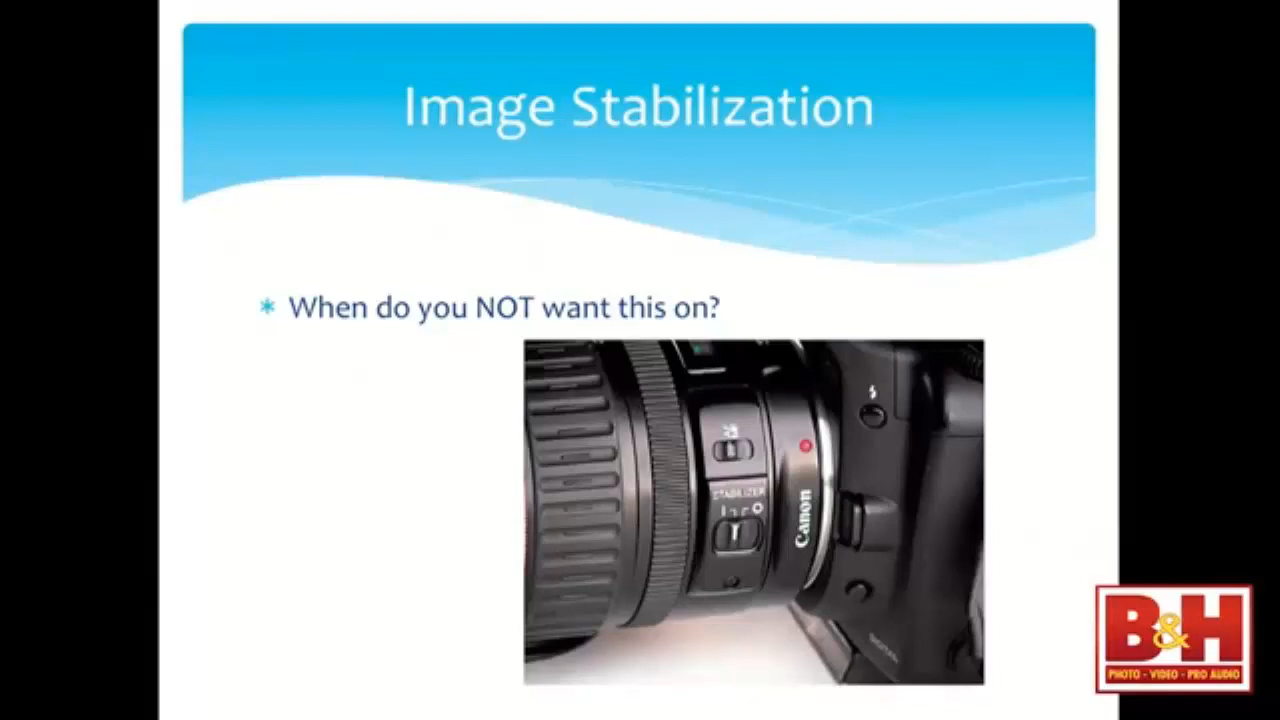 Image Stabilization
When do you NOT want this on?
STABILIZER
Canon
B&H
PHOTO - VIDEO - PRO AUDIO